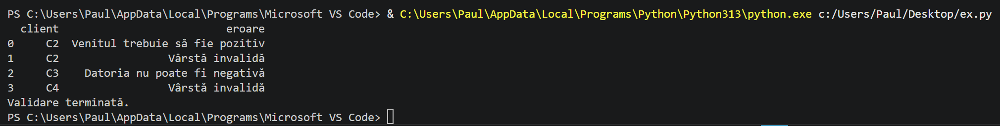 PS C:\Users\Paul\AppData\Local\Programs\Microsoft VS Code> & C:\Users\Paul\AppData\Local\Programs\Python\Python313\python.exe c:/Users/Paul/Desktop/ex.py
  client                          eroare
0     C2  Venitul trebuie să fie pozitiv
1     C2                 Vârstă invalidă
2     C3    Datoria nu poate fi negativă
3     C4                 Vârstă invalidă
Validare terminată.
PS C:\Users\Paul\AppData\Local\Programs\Microsoft VS Code>